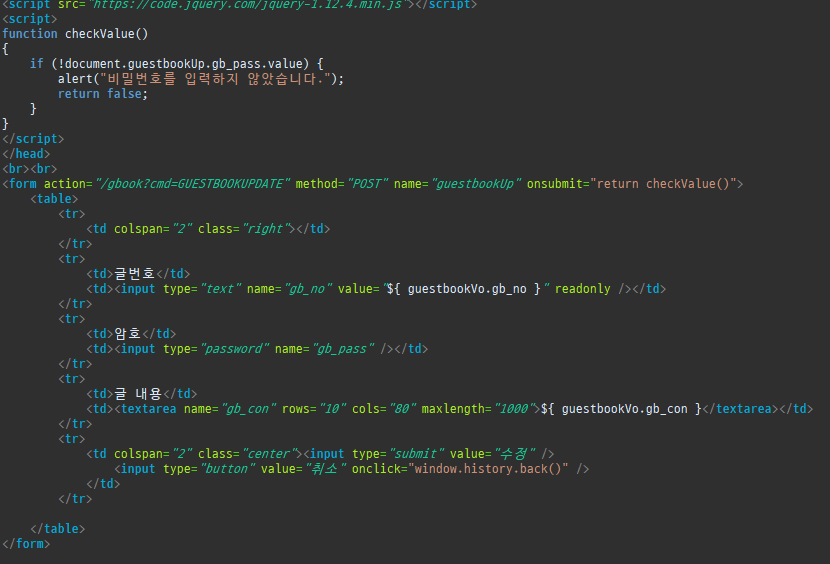 <script src="https://code.jquery.com/jquery-1.12.4.min.js"></script>
<script>
function checkValue()
{
    if (!document.guestbookUp.gb_pass.value) {
        alert("비밀번호를 입력하지 않았습니다.");
        return false;
    }
}
</script>
</head>
<br><br>
<form action="/gbook?cmd=GUESTBOOKUPDATE" method="POST" name="guestbookUp" onsubmit="return checkValue()">
    <table>
        <tr>
            <td colspan="2" class="right"></td>
        </tr>
        <tr>
            <td>글번호</td>
            <td><input type="text" name="gb_no" value="${ guestbookVo.gb_no }" readonly /></td>
        </tr>
        <tr>
            <td>암호</td>
            <td><input type="password" name="gb_pass" /></td>
        </tr>
        <tr>
            <td>글 내용</td>
            <td><textarea name="gb_con" rows="10" cols="80" maxlength="1000">${ guestbookVo.gb_con }</textarea></td>
        </tr>
        <tr>
            <td colspan="2" class="center"><input type="submit" value="수정" />
                <input type="button" value="취소" onclick="window.history.back()" />
            </td>
        </tr>
    </table>
</form>